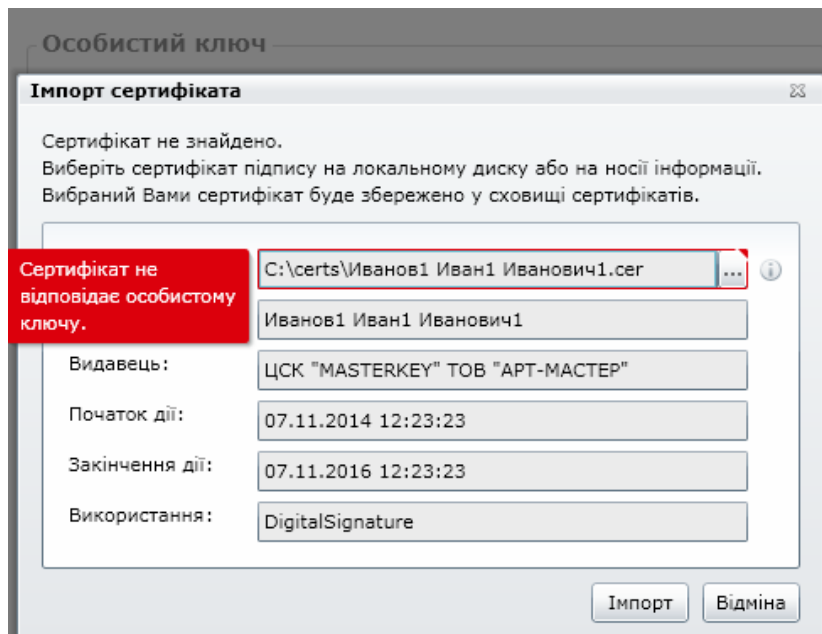 Особистий ключ
Імпорт сертифіката
Сертифікат не знайдено.
Виберіть сертифікат підпису на локальному диску або на носії інформації.
Вибраний Вами сертифікат буде збережено у сховищі сертифікатів.
Сертифікат не
відповідає особистому
ключу.
C:\certs\Иванов1 Иван1 Иванович1.cer ...
Иванов1 Иван1 Иванович1
Видавець: ЦСК "MASTERKEY" ТОВ "АРТ-МАСТЕР"
Початок дії: 07.11.2014 12:23:23
Закінчення дії: 07.11.2016 12:23:23
Використання: DigitalSignature
Імпорт Відміна